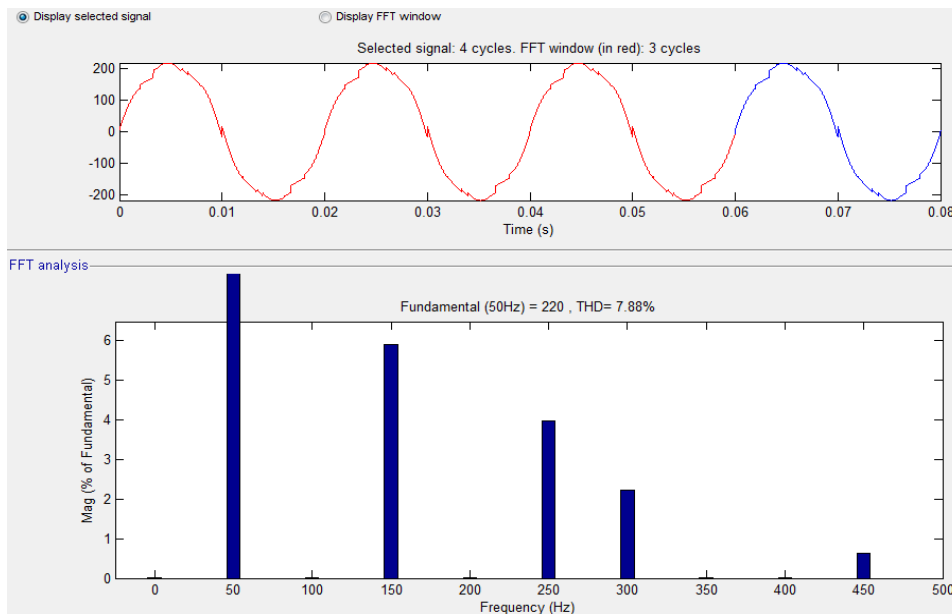 Display selected signal
Display FFT window
Selected signal: 4 cycles. FFT window (in red): 3 cycles
200
100
0
-100
-200
0 0.01 0.02 0.03 0.04 0.05 0.06 0.07 0.08
Time (s)
FFT analysis
Fundamental (50Hz) = 220 , THD= 7.88%
6
5
4
3
2
1
0
Mag (% of Fundamental)
0 50 100 150 200 250 300 350 400 450 500
Frequency (Hz)